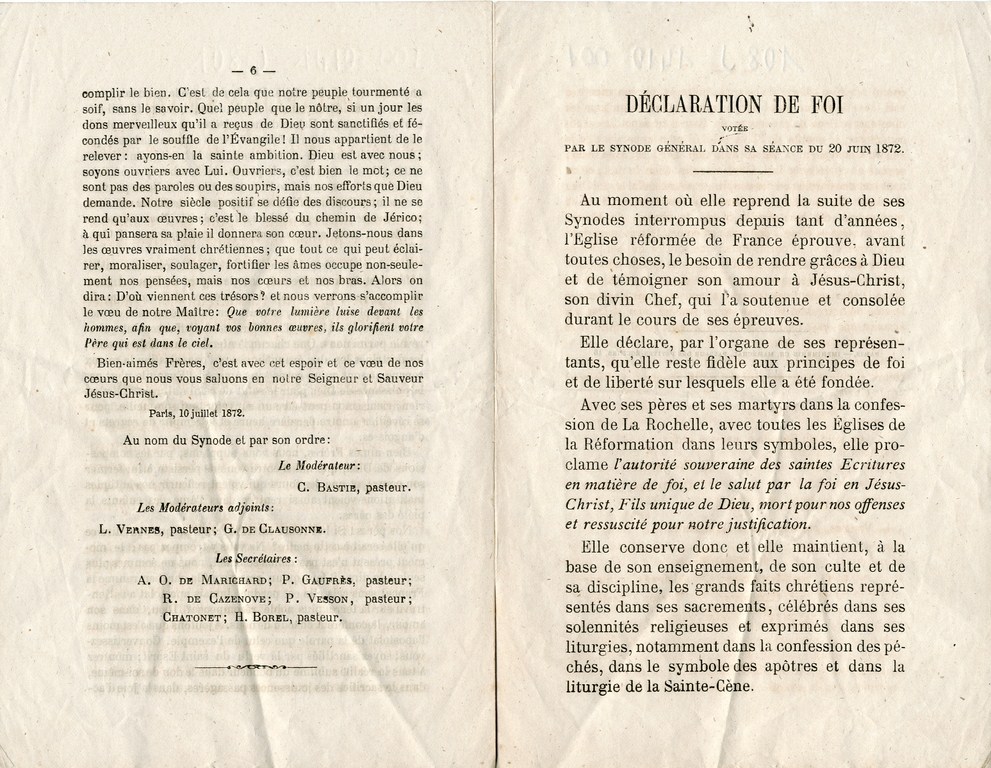 — 6 —
complir le bien. C'est de cela que notre peuple tourmenté a
soif, sans le savoir. Quel peuple que le nôtre, si un jour les
dons merveilleux qu'il a reçus de Dieu sont sanctifiés et fé-
condés par le souffle de l'Évangile! Il nous appartient de le
relever: ayons-en la sainte ambition. Dieu est avec nous;
soyons ouvriers avec Lui. Ouvriers, c'est bien le mot; ce ne
sont pas des paroles ou des soupirs, mais nos efforts que Dieu
demande. Notre siècle positif se défie des discours; il ne se
rend qu'aux œuvres; c'est le blessé du chemin de Jérico;
à qui pansera sa plaie il donnera son cœur. Jetons-nous dans
les œuvres vraiment chrétiennes; que tout ce qui peut éclai-
rer, moraliser, soulager, fortifier les âmes occupe non-seule-
ment nos pensées, mais nos cœurs et nos bras. Alors on
dira: D'où viennent ces trésors? et nous verrons s'accomplir
le vœu de notre Maître: Que votre lumière luise devant les
hommes, afin que, voyant vos bonnes œuvres, ils glorifient votre
Père qui est dans le ciel.
Bien-aimés Frères, c'est avec cet espoir et ce vœu de nos
cœurs que nous vous saluons en notre Seigneur et Sauveur
Jésus-Christ.
Paris, 10 juillet 1872.
Au nom du Synode et par son ordre:
Le Modérateur:
C. Bastie, pasteur.
Les Modérateurs adjoints:
L. Vernes, pasteur; G. de Clausonne.
Les Secrétaires:
A. O. de Marichard; P. Gaufrès, pasteur;
R. de Cazenove; P. Vesson, pasteur;
Chatonet; H. Borel, pasteur.
DÉCLARATION DE FOI
VOTÉE
PAR LE SYNODE GÉNÉRAL DANS SA SÉANCE DU 20 JUIN 1872.
Au moment où elle reprend la suite de ses
Synodes interrompus depuis tant d'années,
l'Eglise réformée de France éprouve, avant
toutes choses, le besoin de rendre grâces à Dieu
et de témoigner son amour à Jésus-Christ,
son divin Chef, qui l'a soutenue et consolée
durant le cours de ses épreuves.
Elle déclare, par l'organe de ses représen-
tants, qu'elle reste fidèle aux principes de foi
et de liberté sur lesquels elle a été fondée.
Avec ses pères et ses martyrs dans la confes-
sion de La Rochelle, avec toutes les Églises de
la Réformation dans leurs symboles, elle pro-
clame l'autorité souveraine des saintes Ecritures
en matière de foi, et le salut par la foi en Jésus-
Christ, Fils unique de Dieu, mort pour nos offenses
et ressuscité pour notre justification.
Elle conserve donc et elle maintient, à la
base de son enseignement, de son culte et de
sa discipline, les grands faits chrétiens repré-
sentés dans ses sacrements, célébrés dans ses
solennités religieuses et exprimés dans ses
liturgies, notamment dans la confession des pé-
chés, dans le symbole des apôtres et dans la
liturgie de la Sainte-Cène.